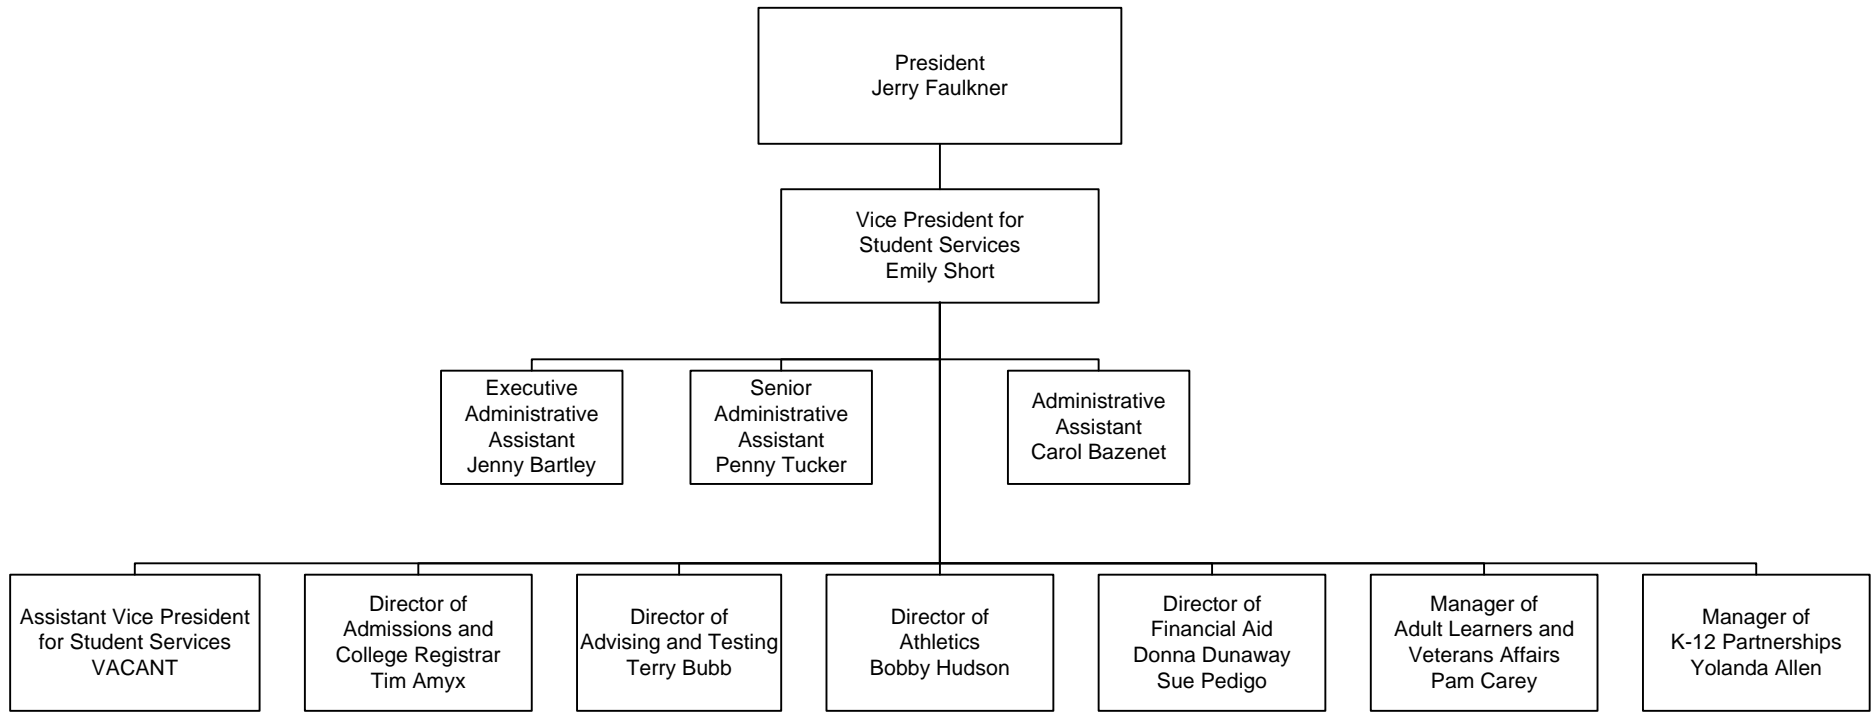 President
Jerry Faulkner
Vice President for
Student Services
Emily Short
Executive
Administrative
Assistant
Jenny Bartley
Senior
Administrative
Assistant
Penny Tucker
Administrative
Assistant
Carol Bazenet
Assistant Vice President
for Student Services
VACANT
Director of
Admissions and
College Registrar
Tim Amyx
Director of
Advising and Testing
Terry Bubb
Director of
Athletics
Bobby Hudson
Director of
Financial Aid
Donna Dunaway
Sue Pedigo
Manager of
Adult Learners and
Veterans Affairs
Pam Carey
Manager of
K-12 Partnerships
Yolanda Allen